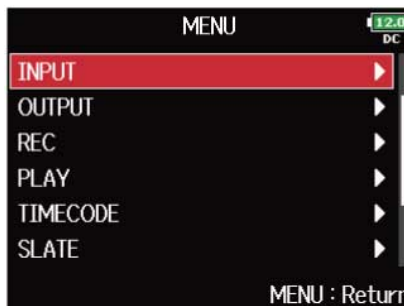 MENU
12.0
DC
INPUT
OUTPUT
REC
PLAY
TIMECODE
SLATE
MENU : Return